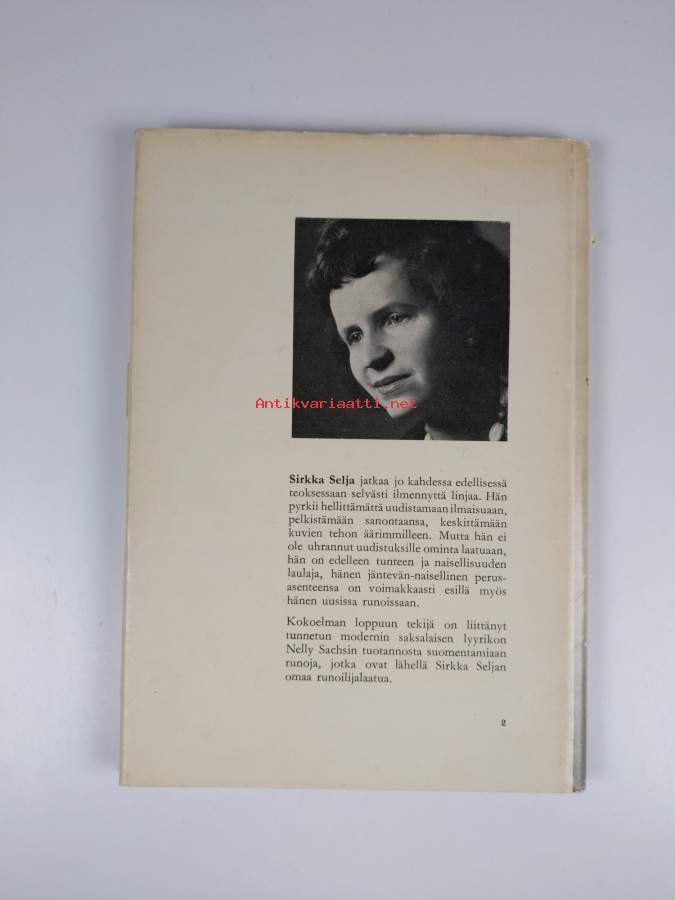 Antikvariaatti.net
Sirkka Selja jatkaa jo kahdessa edellisessä
teoksessaan selvästi ilmennyttä linjaa. Hän
pyrkii hellittämättä uudistamaan ilmaisuaan,
pelkistämään sanontaansa, keskittämään
kuvien tehon äärimmilleen. Mutta hän ei
ole uhrannut uudistuksille ominta laatuaan,
hän on edelleen tunteen ja naisellisuuden
laulaja, hänen jäntevän-naisellinen perus-
asenteensa on voimakkaasti esillä myös
hänen uusissa runoissaan.
Kokoelman loppuun tekijä on liittänyt
tunnetun modernin saksalaisen lyyrikon
Nelly Sachsin tuotannosta suomentamiaan
runoja, jotka ovat lähellä Sirkka Seljan
omaa runoilijalaatua.
2